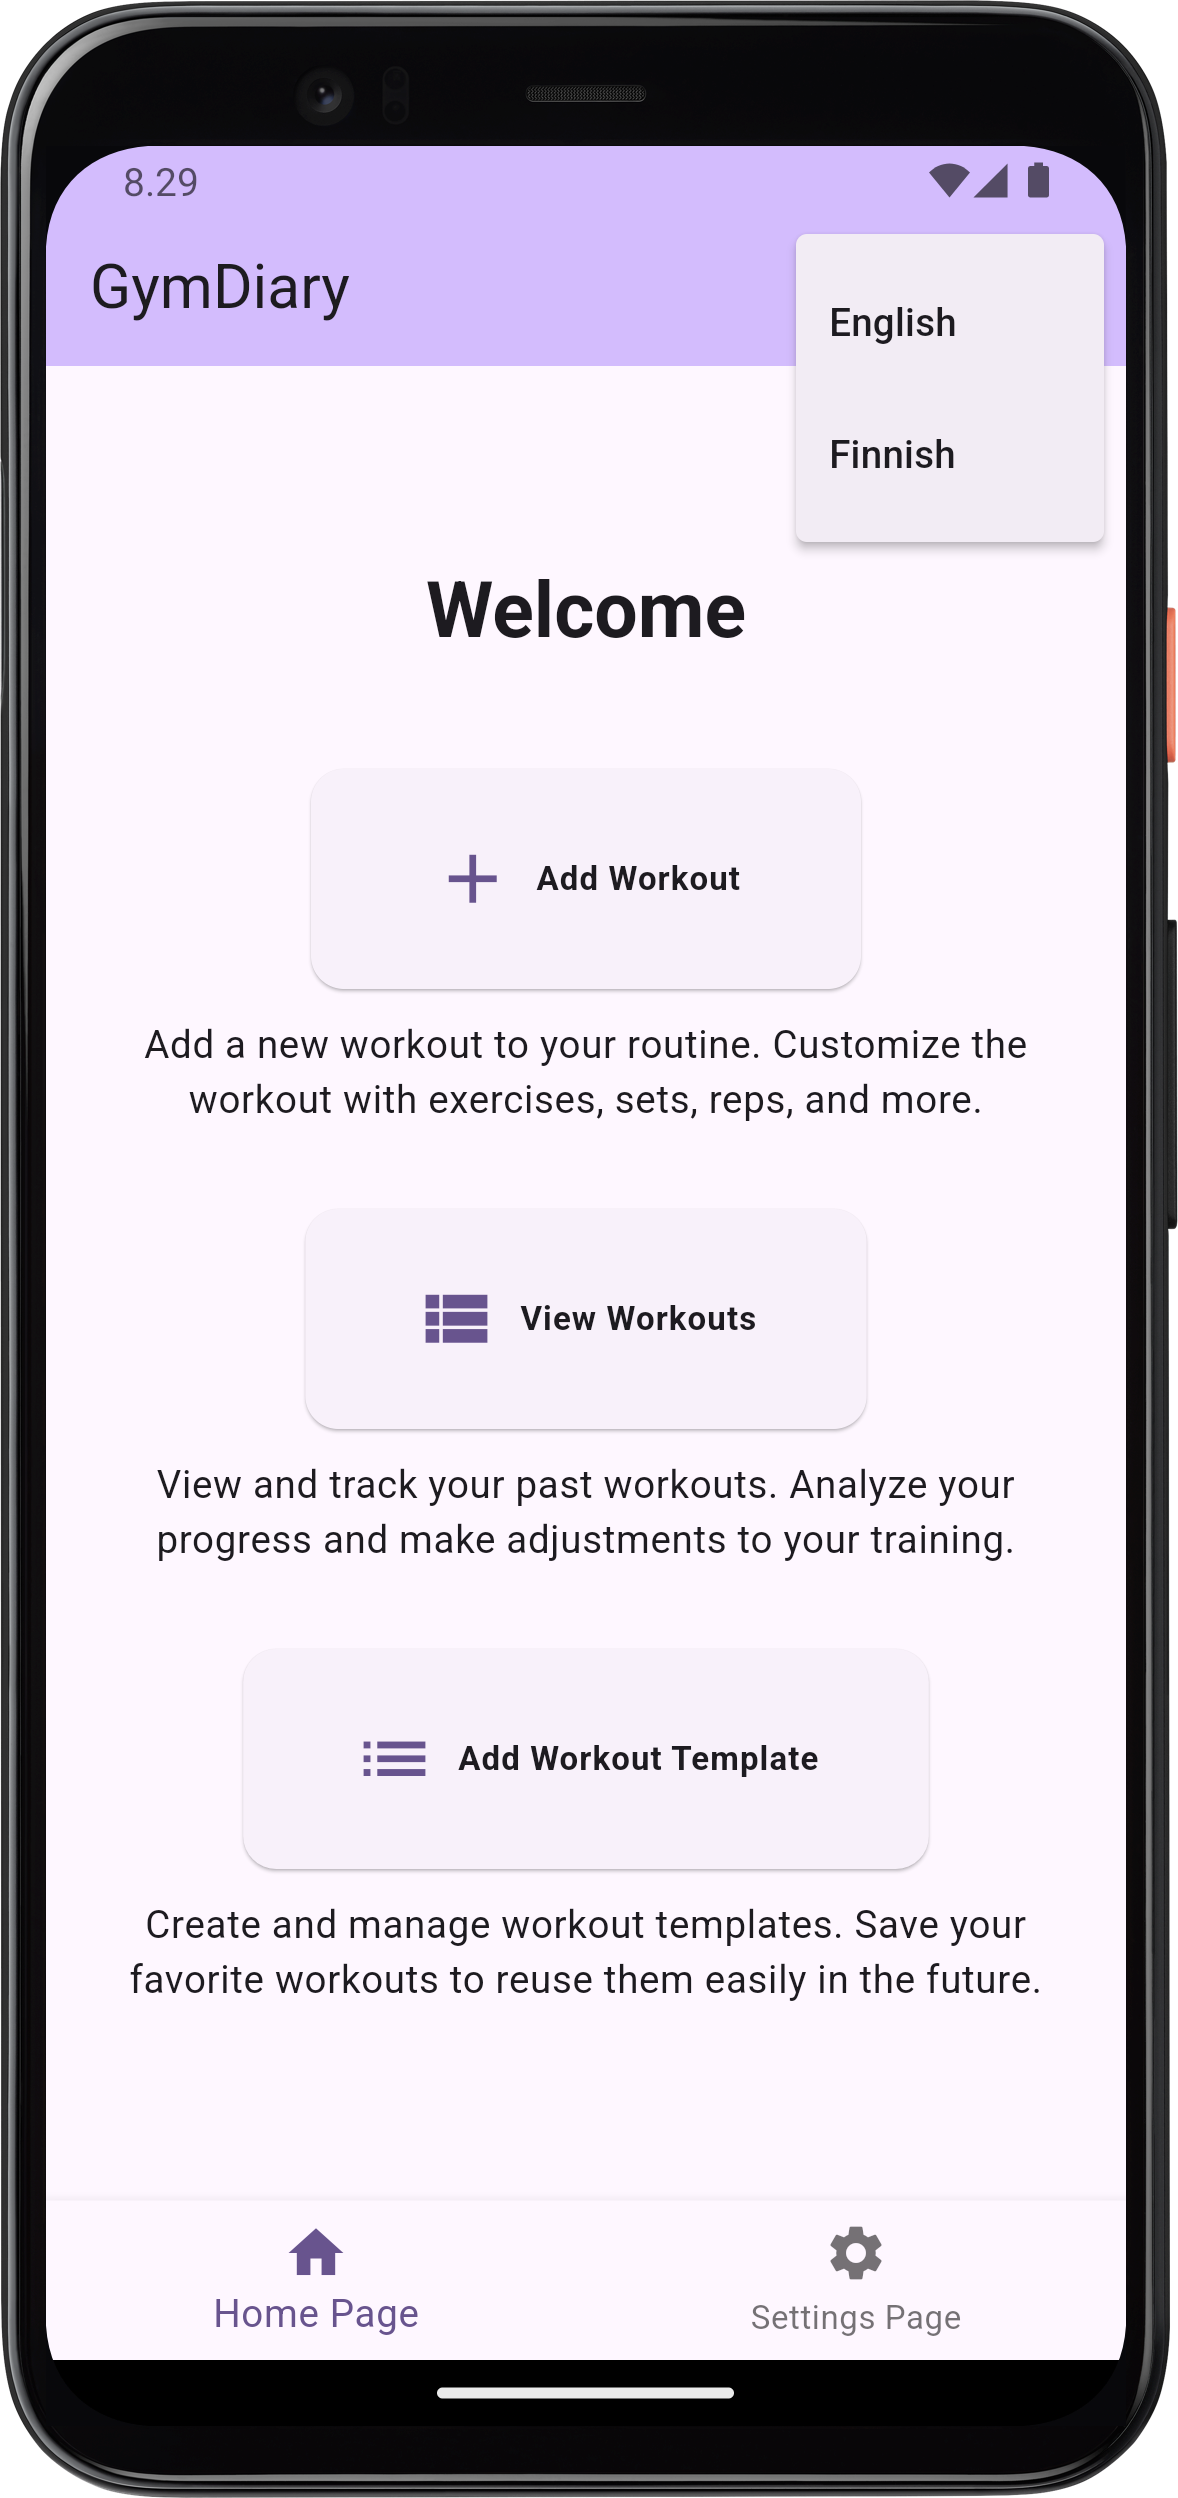 8.29
GymDiary
English
Finnish
Welcome
Add Workout
Add a new workout to your routine. Customize the
workout with exercises, sets, reps, and more.
View Workouts
View and track your past workouts. Analyze your
progress and make adjustments to your training.
Add Workout Template
Create and manage workout templates. Save your
favorite workouts to reuse them easily in the future.
Home Page
Settings Page